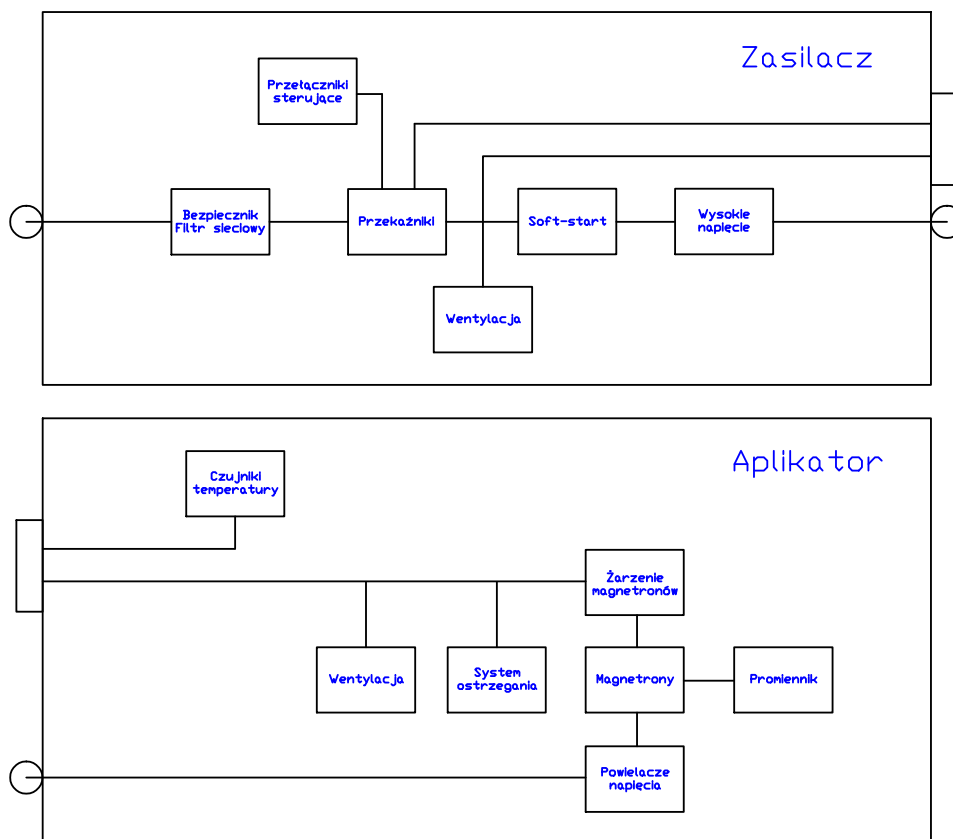 Zasilacz
Przełączniki
sterujące
Bezpiecznik
Filtr sieciowy
Przekaźniki
Soft-start
Wysokie
napięcie
Wentylacja
Aplikator
Czujniki
temperatury
Żarzenie
magnetronów
Wentylacja
System
ostrzegania
Magnetrony
Promiennik
Powielacze
napięcia